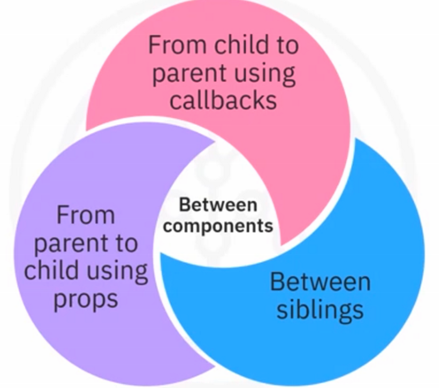 From child to
parent using
callbacks
Between
components
From
parent to
child using
props
Between
siblings